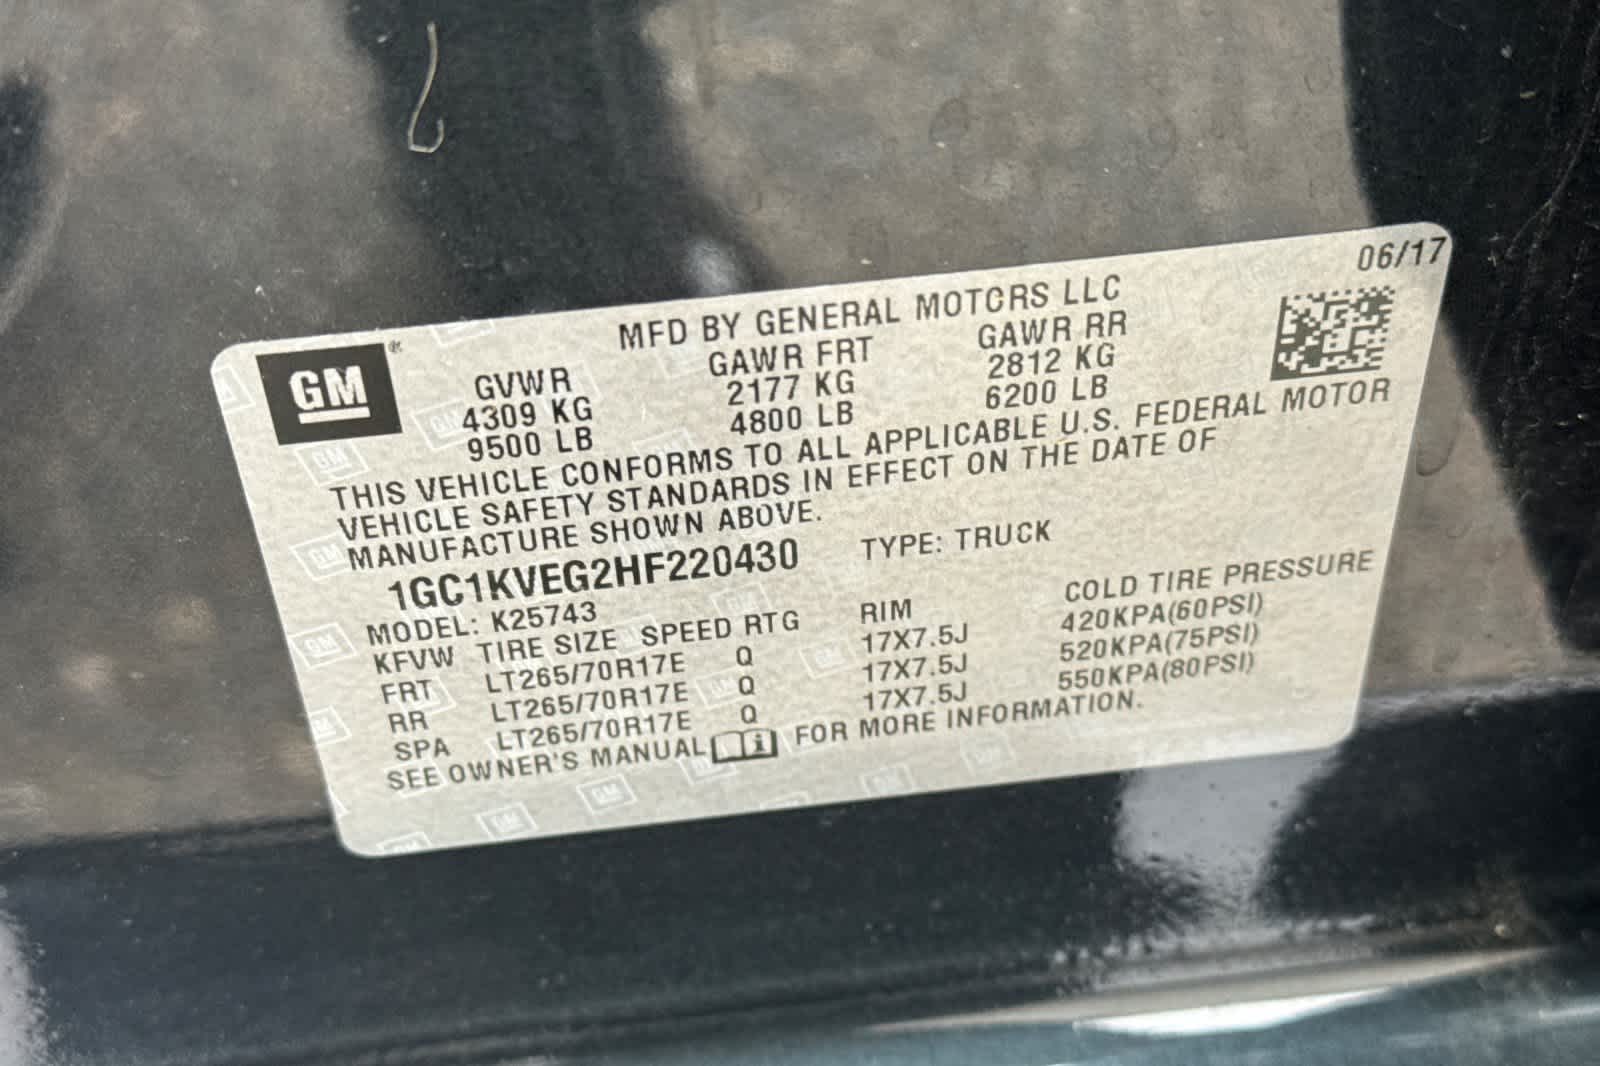 06/17
MFD BY GENERAL MOTORS LLC
GM®
GVWR GAWR FRT GAWR RR
4309 KG 2177 KG 2812 KG
9500 LB 4800 LB 6200 LB
THIS VEHICLE CONFORMS TO ALL APPLICABLE U.S. FEDERAL MOTOR
VEHICLE SAFETY STANDARDS IN EFFECT ON THE DATE OF
MANUFACTURE SHOWN ABOVE.
1GC1KVEG2HF220430 TYPE: TRUCK
MODEL: K25743
KFVW TIRE SIZE SPEED RTG RIM COLD TIRE PRESSURE
FRT LT265/70R17E Q 17X7.5J 420KPA(60PSI)
RR LT265/70R17E Q 17X7.5J 520KPA(75PSI)
SPA LT265/70R17E Q 17X7.5J 550KPA(80PSI)
SEE OWNER'S MANUAL i FOR MORE INFORMATION.